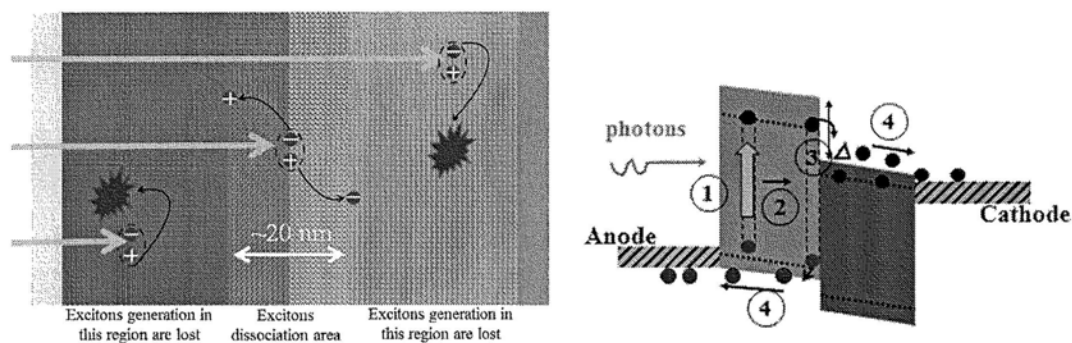 ~20 nm
Excitons generation in
this region are lost
Excitons
dissociation area
Excitons generation in
this region are lost
photons
1
2
3
Δ
4
Anode
4
Cathode